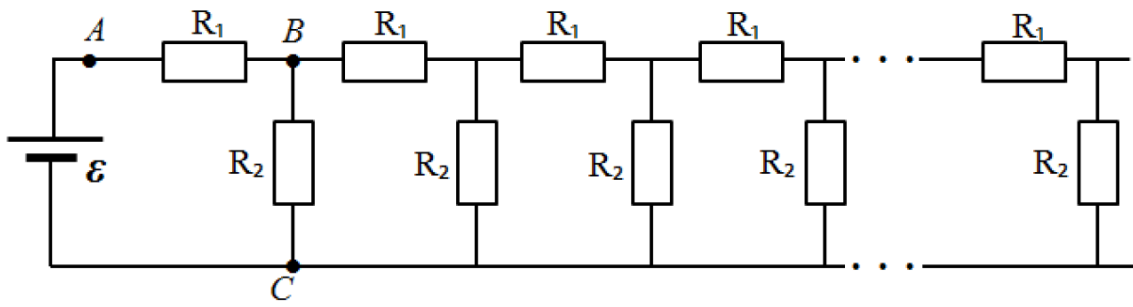 A R₁ B R₁ R₁ R₁ · · · R₁
ε R₂ R₂ R₂ R₂ R₂
C · · ·